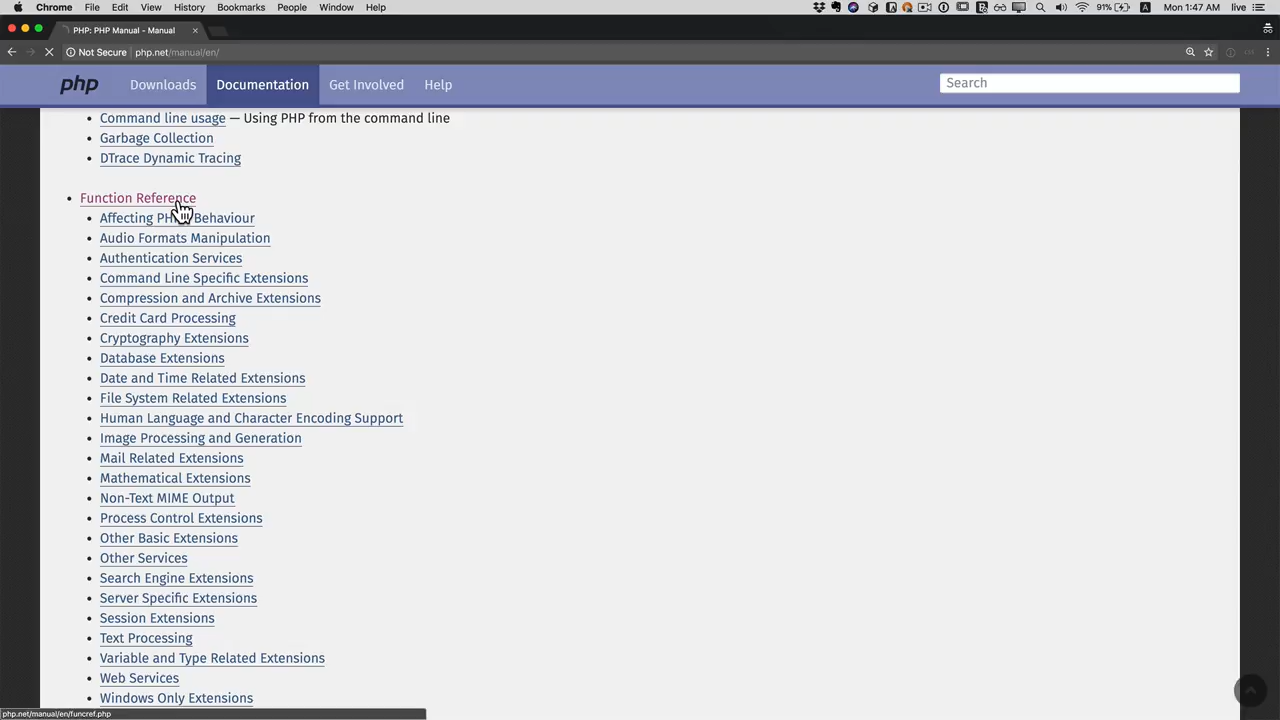 Chrome File Edit View History Bookmarks People Window Help 91% Mon 1:47 AM live
PHP: PHP Manual - Manual
Not Secure php.net/manual/en/
php Downloads Documentation Get Involved Help Search
Command line usage — Using PHP from the command line
Garbage Collection
DTrace Dynamic Tracing
Function Reference
Affecting Behaviour
Audio Formats Manipulation
Authentication Services
Command Line Specific Extensions
Compression and Archive Extensions
Credit Card Processing
Cryptography Extensions
Database Extensions
Date and Time Related Extensions
File System Related Extensions
Human Language and Character Encoding Support
Image Processing and Generation
Mail Related Extensions
Mathematical Extensions
Non-Text MIME Output
Process Control Extensions
Other Basic Extensions
Other Services
Search Engine Extensions
Server Specific Extensions
Session Extensions
Text Processing
Variable and Type Related Extensions
Web Services
Windows Only Extensions
php.net/manual/en/funcref.php